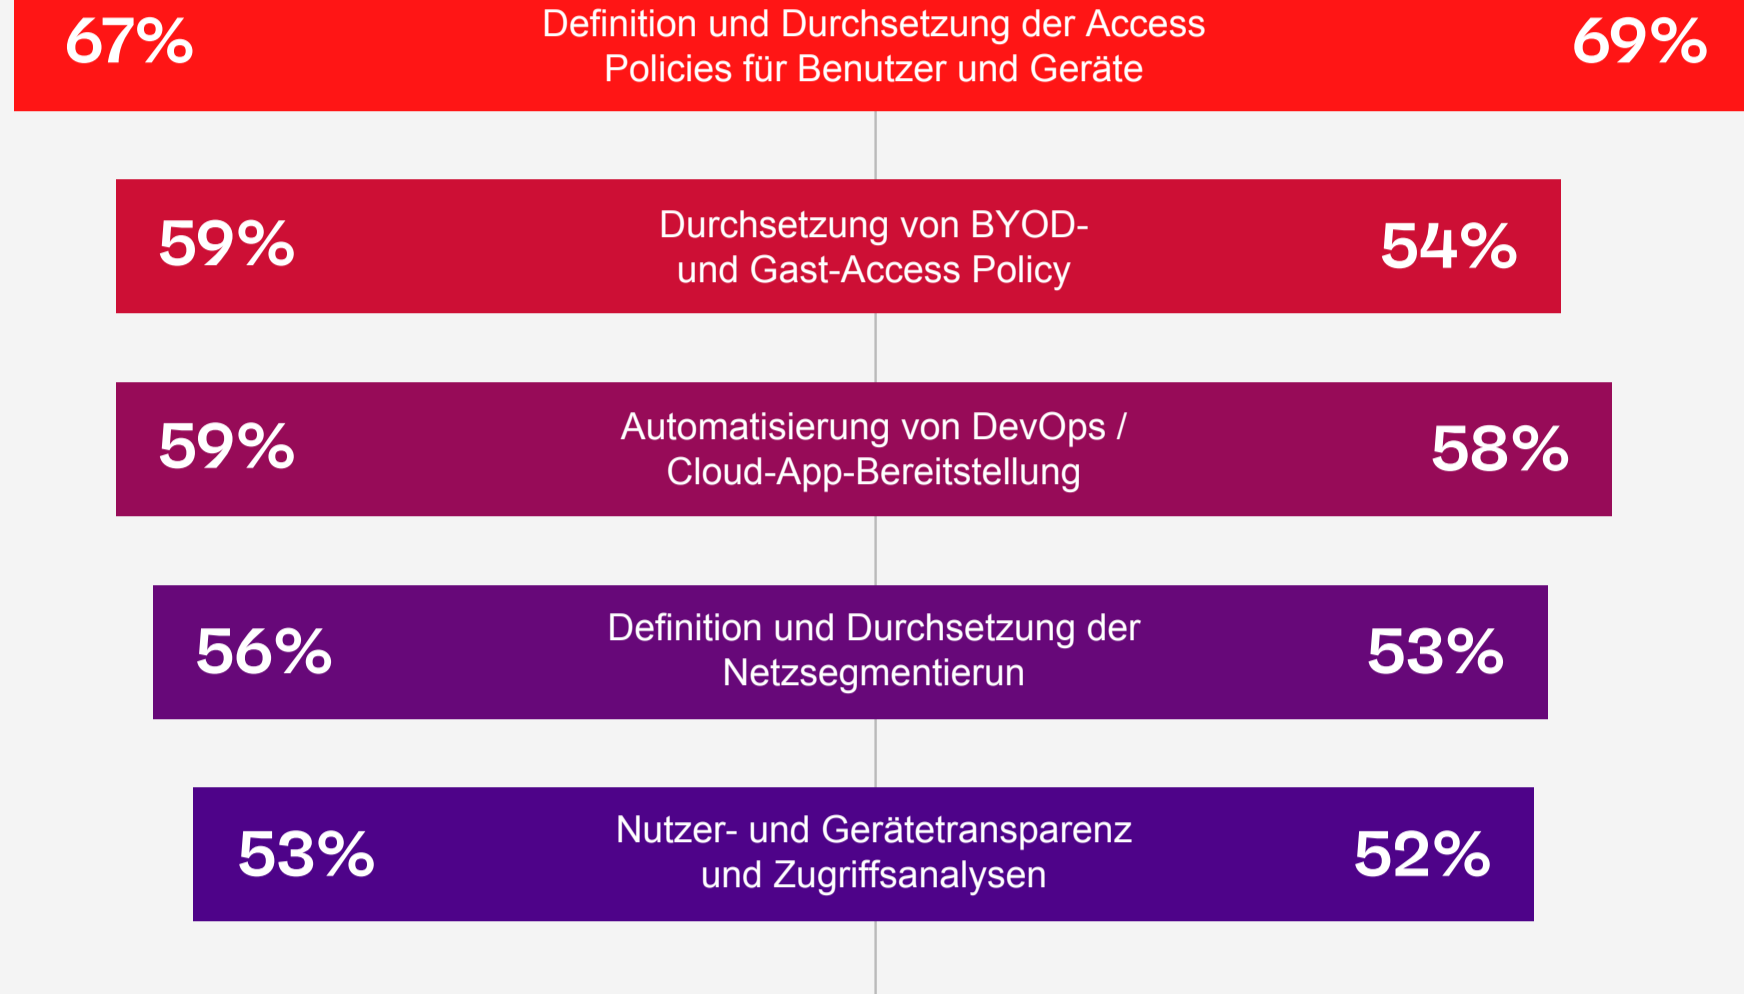 67%
Definition und Durchsetzung der Access
Policies für Benutzer und Geräte
69%
59%
Durchsetzung von BYOD-
und Gast-Access Policy
54%
59%
Automatisierung von DevOps /
Cloud-App-Bereitstellung
58%
56%
Definition und Durchsetzung der
Netzsegmentierun
53%
53%
Nutzer- und Gerätetransparenz
und Zugriffsanalysen
52%